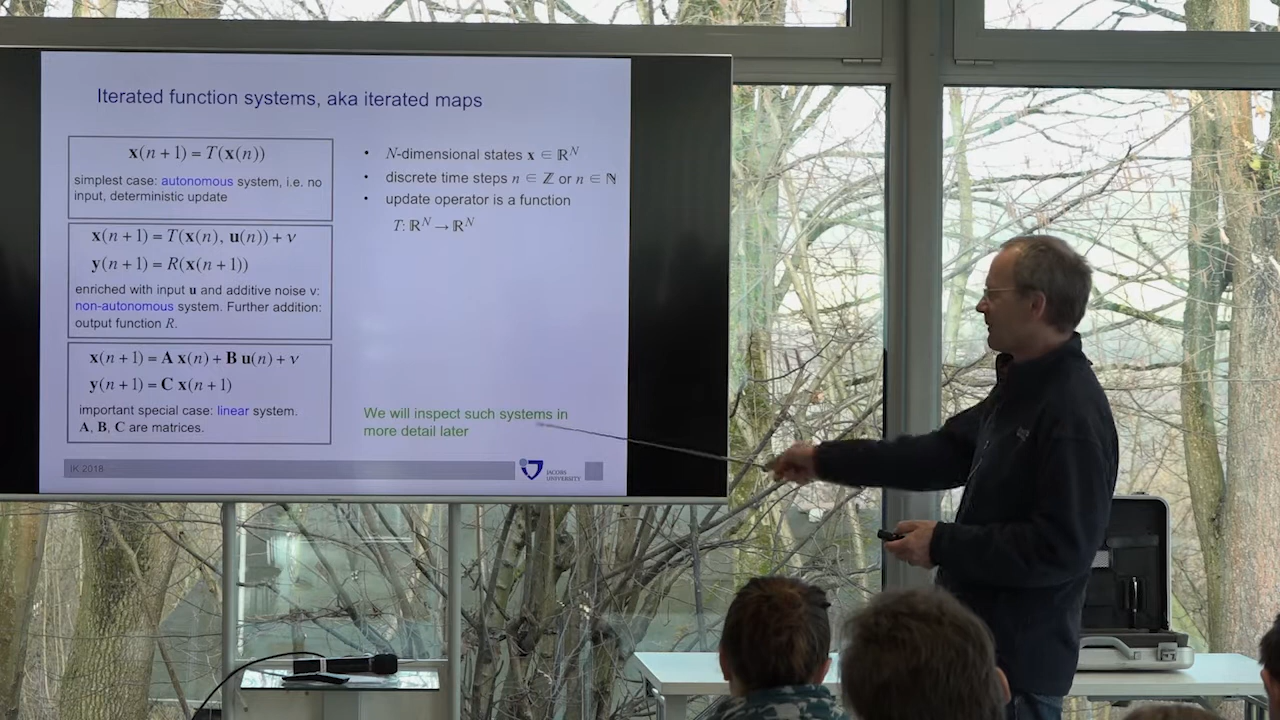 Iterated function systems, aka iterated maps
x(n + 1) = T(x(n))
simplest case: autonomous system, i.e. no
input, deterministic update
x(n + 1) = T(x(n), u(n)) + ν
y(n + 1) = R(x(n + 1))
enriched with input u and additive noise ν:
non-autonomous system. Further addition:
output function R.
x(n + 1) = A x(n) + B u(n) + ν
y(n + 1) = C x(n + 1)
important special case: linear system.
A, B, C are matrices.
• N-dimensional states x ∈ ℝᴺ
• discrete time steps n ∈ ℤ or n ∈ ℕ
• update operator is a function
T: ℝᴺ → ℝᴺ
We will inspect such systems in
more detail later
IK 2018
JACOBS
UNIVERSITY